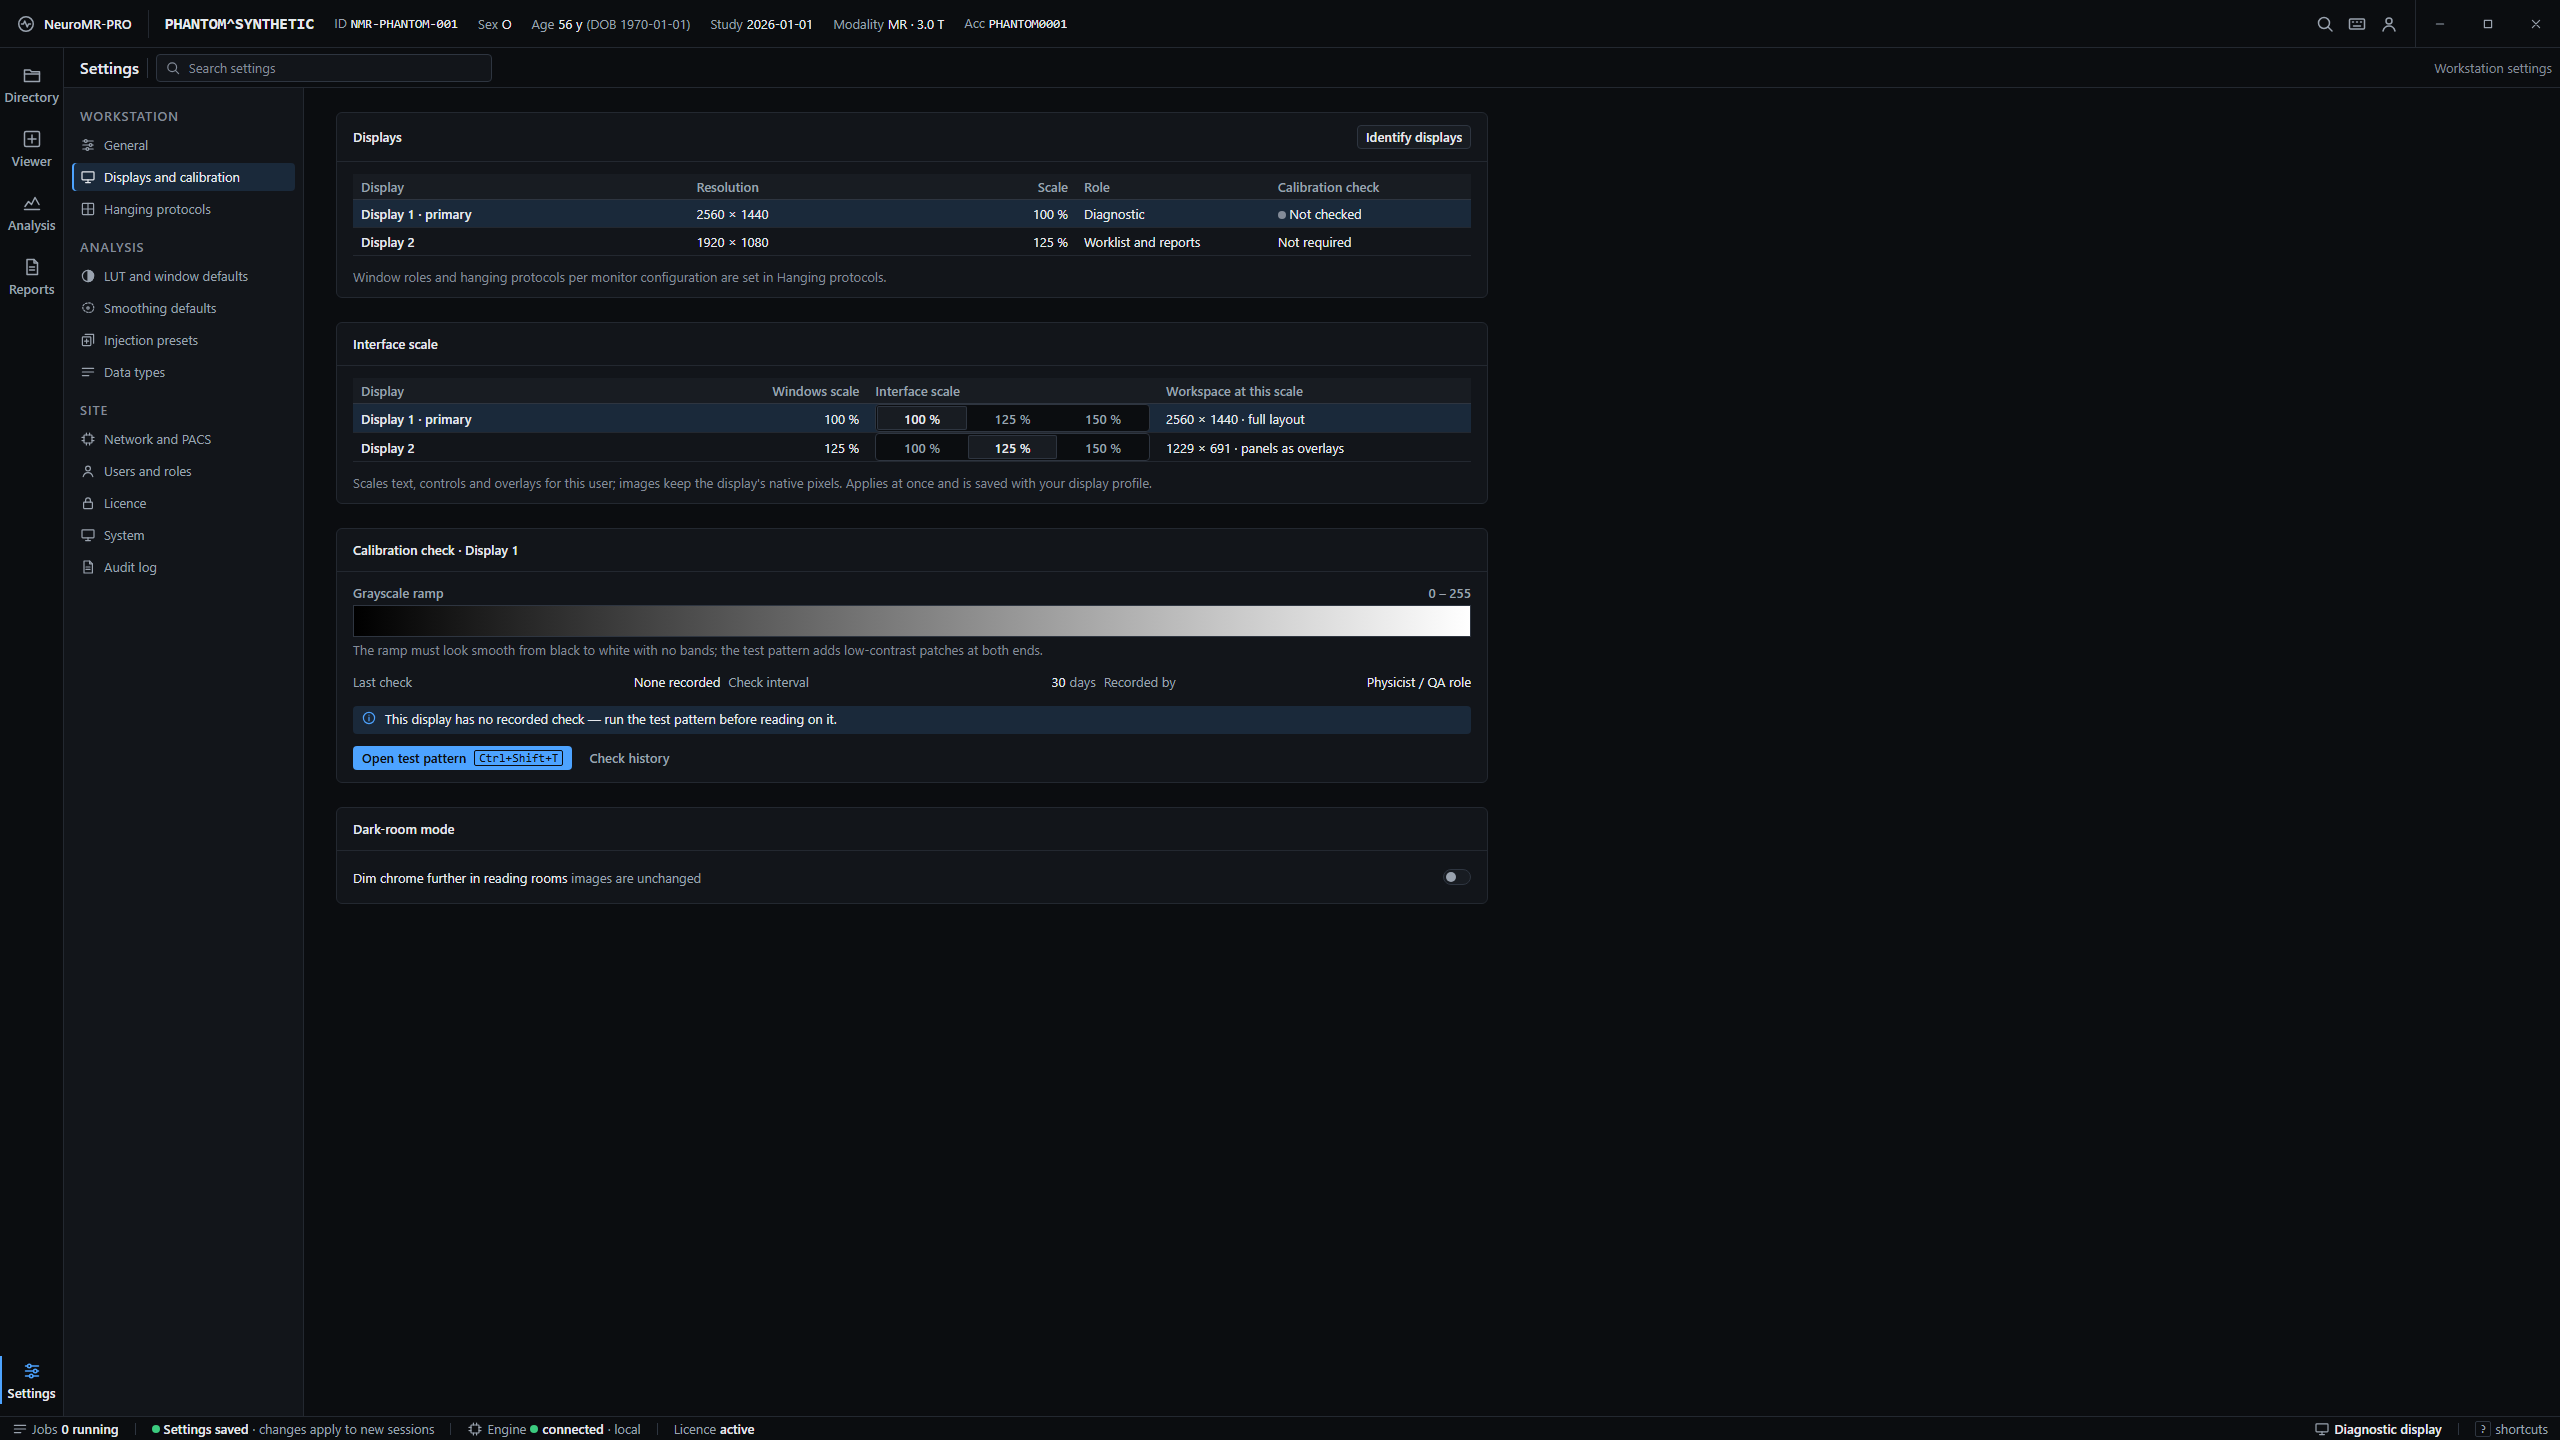 NeuroMR-PRO PHANTOM^SYNTHETIC ID NMR-PHANTOM-001 Sex O Age 56 y (DOB 1970-01-01) Study 2026-01-01 Modality MR · 3.0 T Acc PHANTOM0001
Directory
Viewer
Analysis
Reports
Settings
Settings Search settings Workstation settings
WORKSTATION
General
Displays and calibration
Hanging protocols
ANALYSIS
LUT and window defaults
Smoothing defaults
Injection presets
Data types
SITE
Network and PACS
Users and roles
Licence
System
Audit log
Displays Identify displays
Display Resolution Scale Role Calibration check
Display 1 · primary 2560 × 1440 100 % Diagnostic Not checked
Display 2 1920 × 1080 125 % Worklist and reports Not required
Window roles and hanging protocols per monitor configuration are set in Hanging protocols.
Interface scale
Display Windows scale Interface scale Workspace at this scale
Display 1 · primary 100 % 100 % 125 % 150 % 2560 × 1440 · full layout
Display 2 125 % 100 % 125 % 150 % 1229 × 691 · panels as overlays
Scales text, controls and overlays for this user; images keep the display's native pixels. Applies at once and is saved with your display profile.
Calibration check · Display 1
Grayscale ramp 0 – 255
The ramp must look smooth from black to white with no bands; the test pattern adds low-contrast patches at both ends.
Last check None recorded Check interval 30 days Recorded by Physicist / QA role
This display has no recorded check — run the test pattern before reading on it.
Open test pattern Ctrl+Shift+T Check history
Dark-room mode
Dim chrome further in reading rooms images are unchanged
Jobs 0 running Settings saved · changes apply to new sessions Engine connected · local Licence active Diagnostic display ? shortcuts